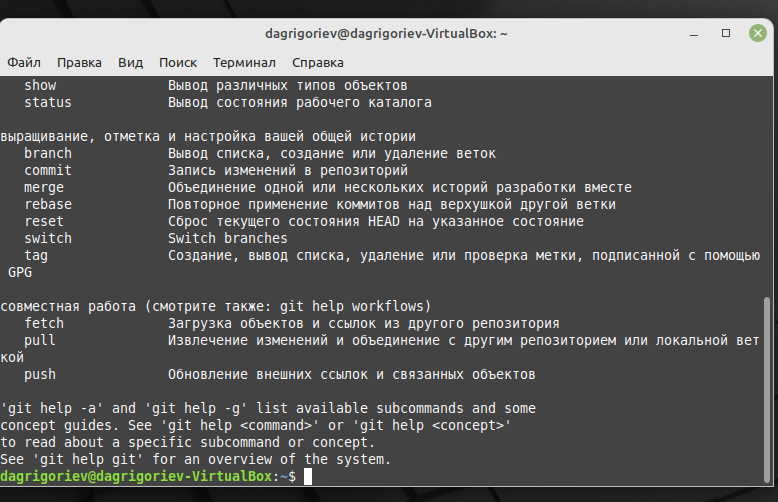 dagrigoriev@dagrigoriev-VirtualBox: ~
Файл Правка Вид Поиск Терминал Справка
show Вывод различных типов объектов
status Вывод состояния рабочего каталога
выращивание, отметка и настройка вашей общей истории
branch Вывод списка, создание или удаление веток
commit Запись изменений в репозиторий
merge Объединение одной или нескольких историй разработки вместе
rebase Повторное применение коммитов над верхушкой другой ветки
reset Сброс текущего состояния HEAD на указанное состояние
switch Switch branches
tag Создание, вывод списка, удаление или проверка метки, подписанной с помощью
GPG
совместная работа (смотрите также: git help workflows)
fetch Загрузка объектов и ссылок из другого репозитория
pull Извлечение изменений и объединение с другим репозиторием или локальной вет
кой
push Обновление внешних ссылок и связанных объектов
'git help -a' and 'git help -g' list available subcommands and some
concept guides. See 'git help <command>' or 'git help <concept>'
to read about a specific subcommand or concept.
See 'git help git' for an overview of the system.
dagrigoriev@dagrigoriev-VirtualBox:~$